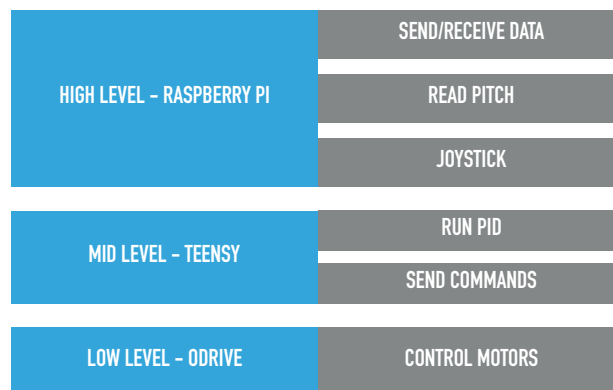 HIGH LEVEL - RASPBERRY PI
SEND/RECEIVE DATA
READ PITCH
JOYSTICK
MID LEVEL - TEENSY
RUN PID
SEND COMMANDS
LOW LEVEL - ODRIVE
CONTROL MOTORS